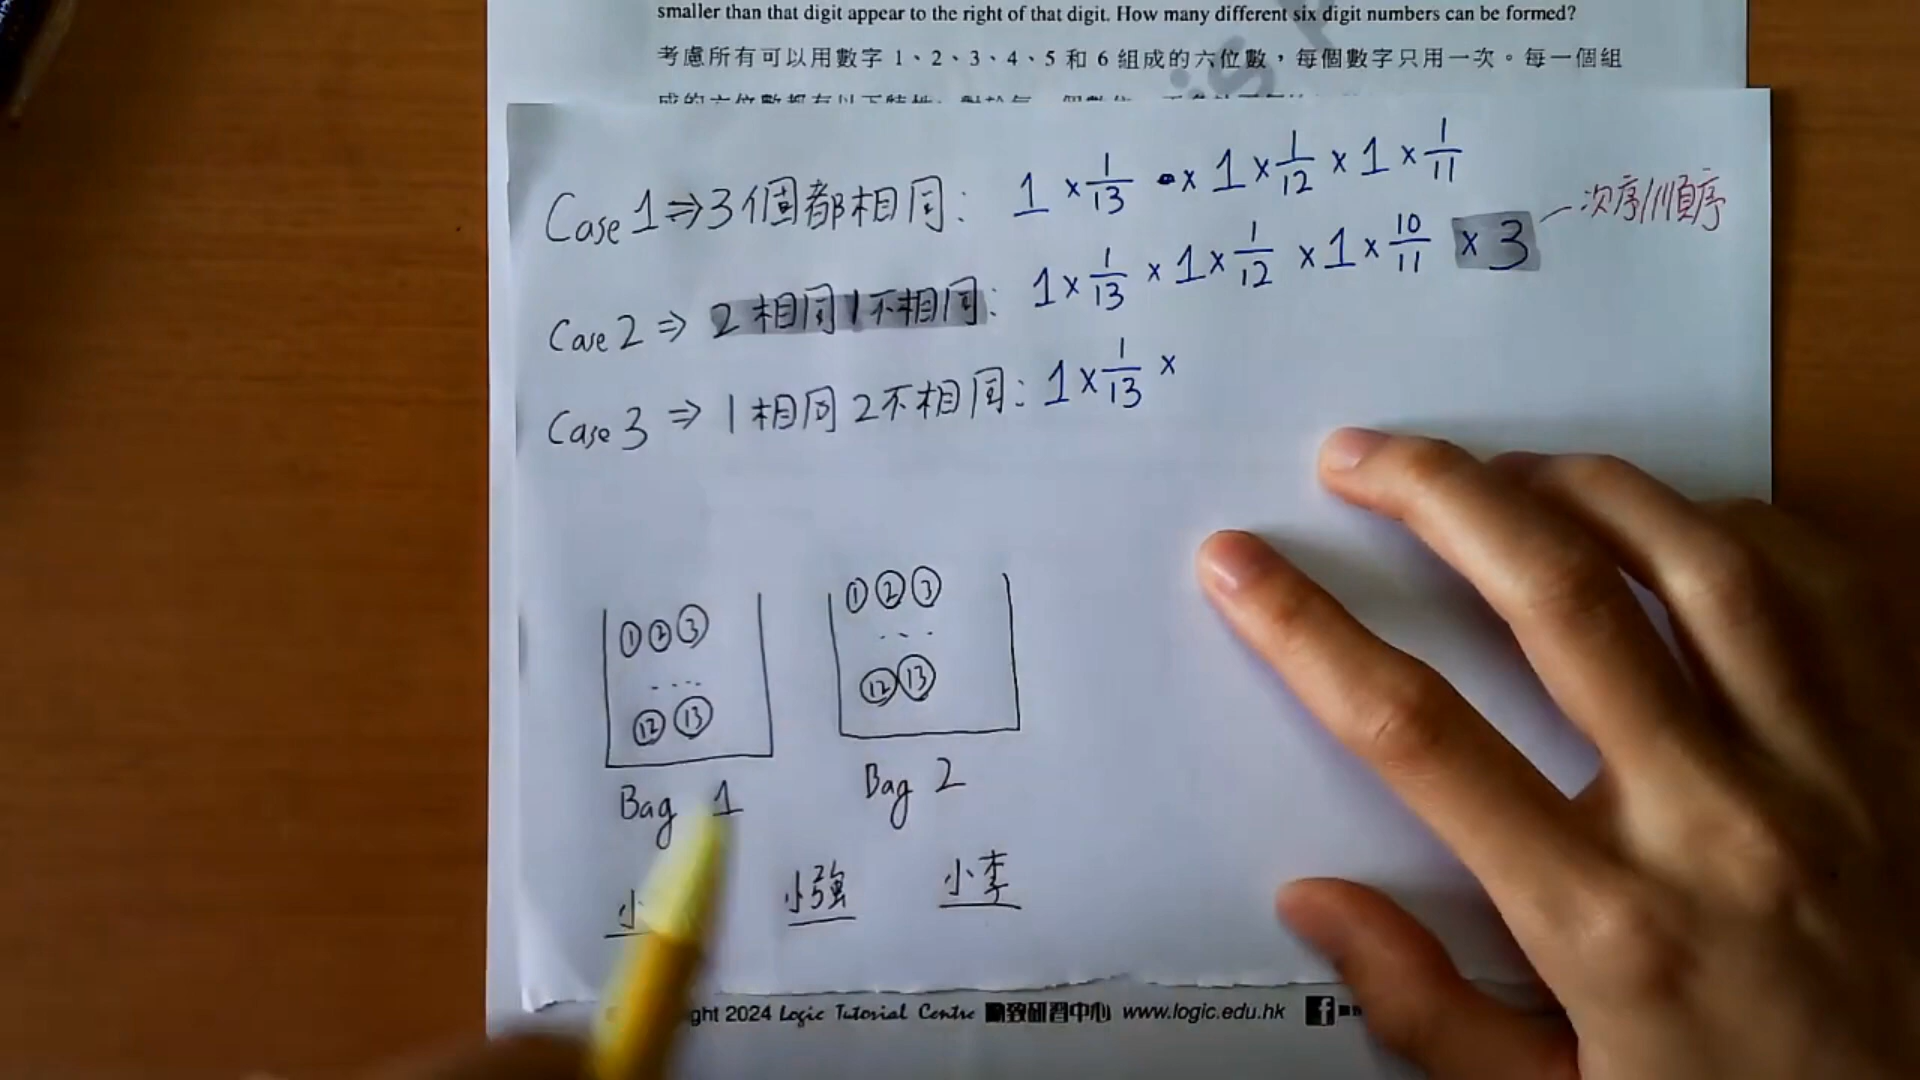 smaller than that digit appear to the right of that digit. How many different six digit numbers can be formed?
考慮所有可以用數字 1、2、3、4、5 和 6 組成的六位數，每個數字只用一次。每一個組
Case 1 ⇒ 3個都相同: 1 × 1/13 × 1 × 1/12 × 1 × 1/11
次序/順序
Case 2 ⇒ 2相同1不相同: 1 × 1/13 × 1 × 1/12 × 1 × 10/11 × 3
Case 3 ⇒ 1相同2不相同: 1 × 1/13 ×
① ② ③
① ② ③
....
...
⑫ ⑬
⑫ ⑬
Bag 1
Bag 2
小
小強
小李
ght 2024 Logic Tutorial Centre 勵致研習中心 www.logic.edu.hk